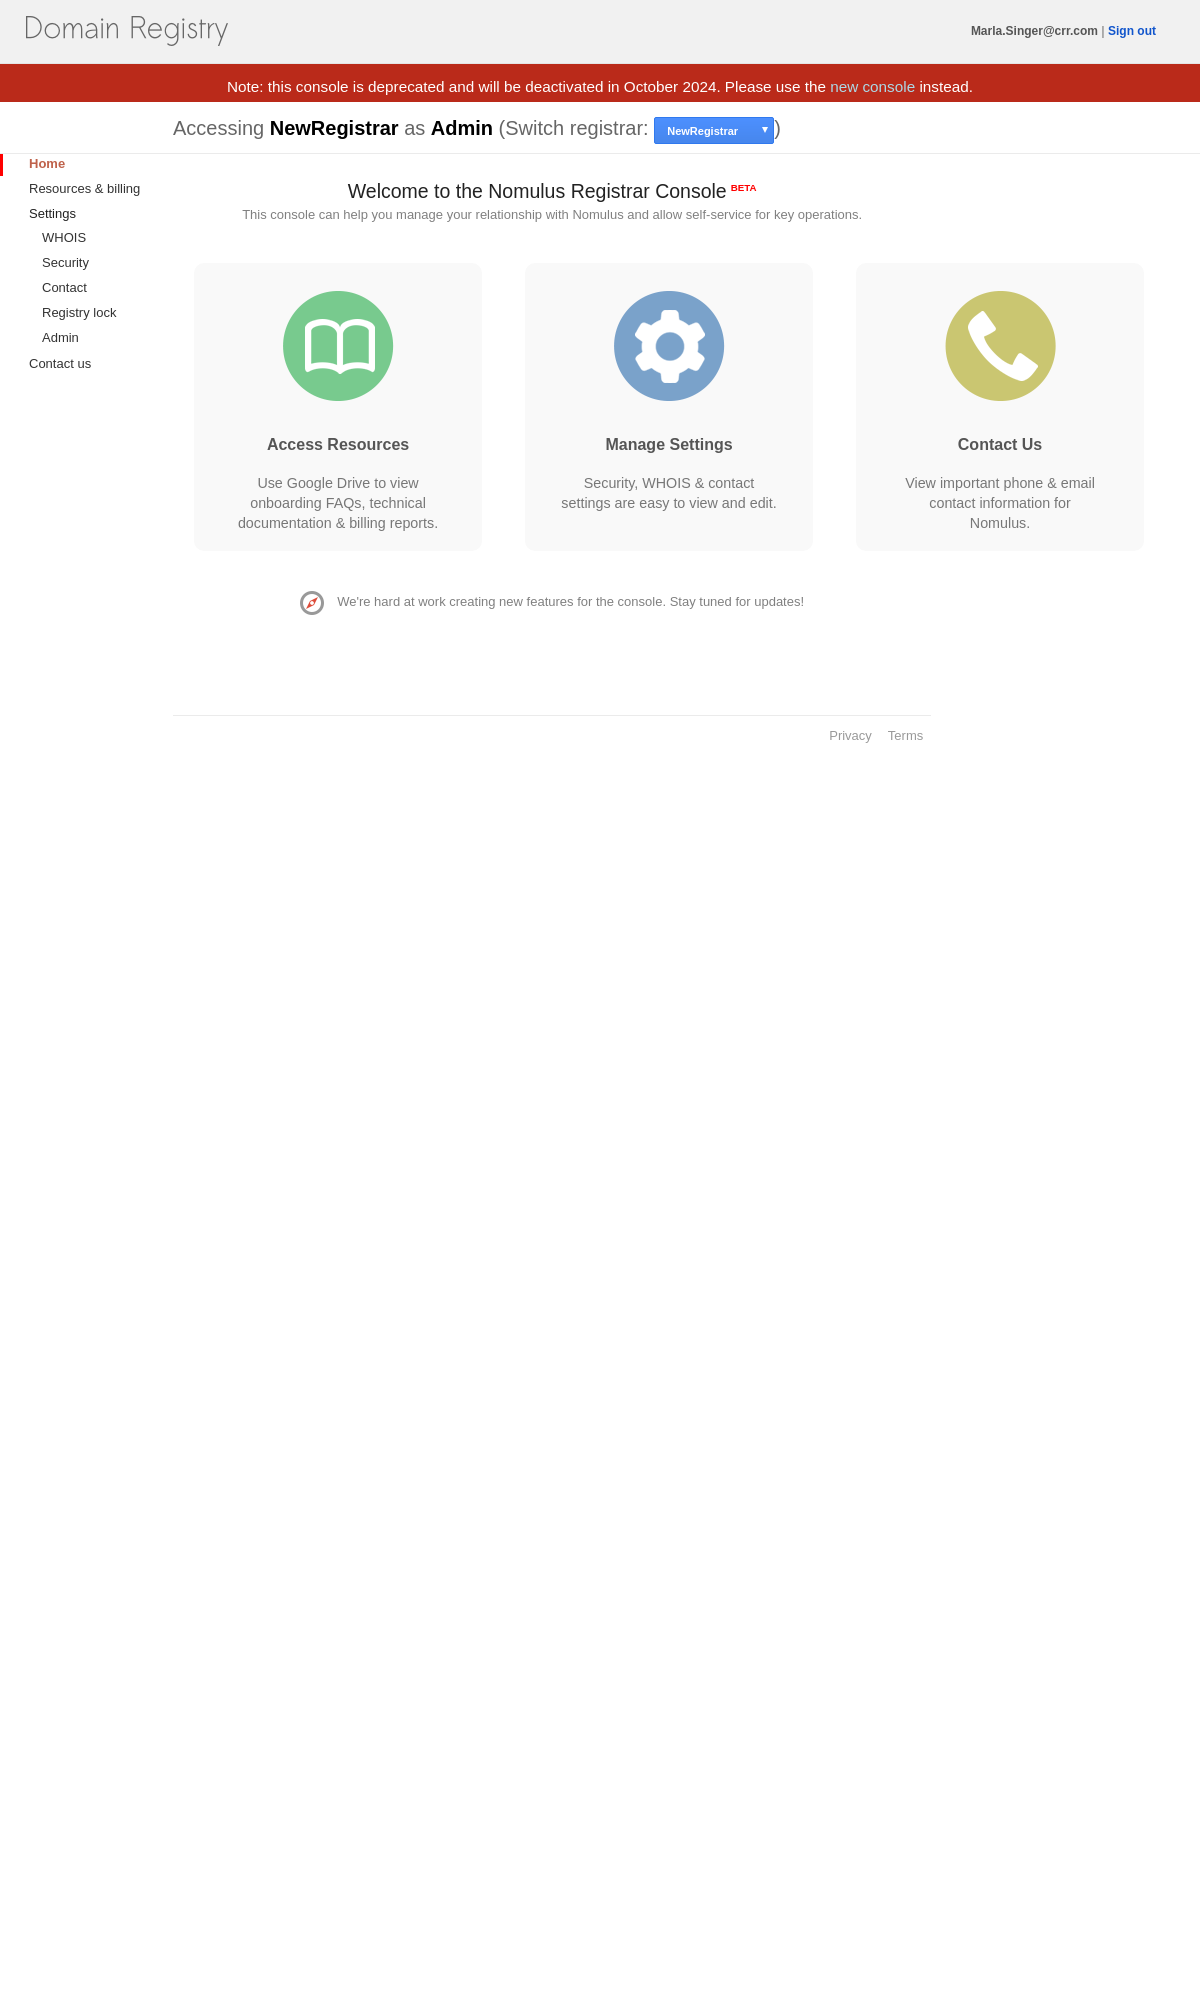 Domain Registry
Marla.Singer@crr.com | Sign out
Note: this console is deprecated and will be deactivated in October 2024. Please use the new console instead.
Accessing NewRegistrar as Admin (Switch registrar: NewRegistrar ▾)
Home
Resources & billing
Settings
WHOIS
Security
Contact
Registry lock
Admin
Contact us
Welcome to the Nomulus Registrar Console BETA
This console can help you manage your relationship with Nomulus and allow self-service for key operations.
Access Resources
Use Google Drive to view
onboarding FAQs, technical
documentation & billing reports.
Manage Settings
Security, WHOIS & contact
settings are easy to view and edit.
Contact Us
View important phone & email
contact information for
Nomulus.
We're hard at work creating new features for the console. Stay tuned for updates!
Privacy Terms